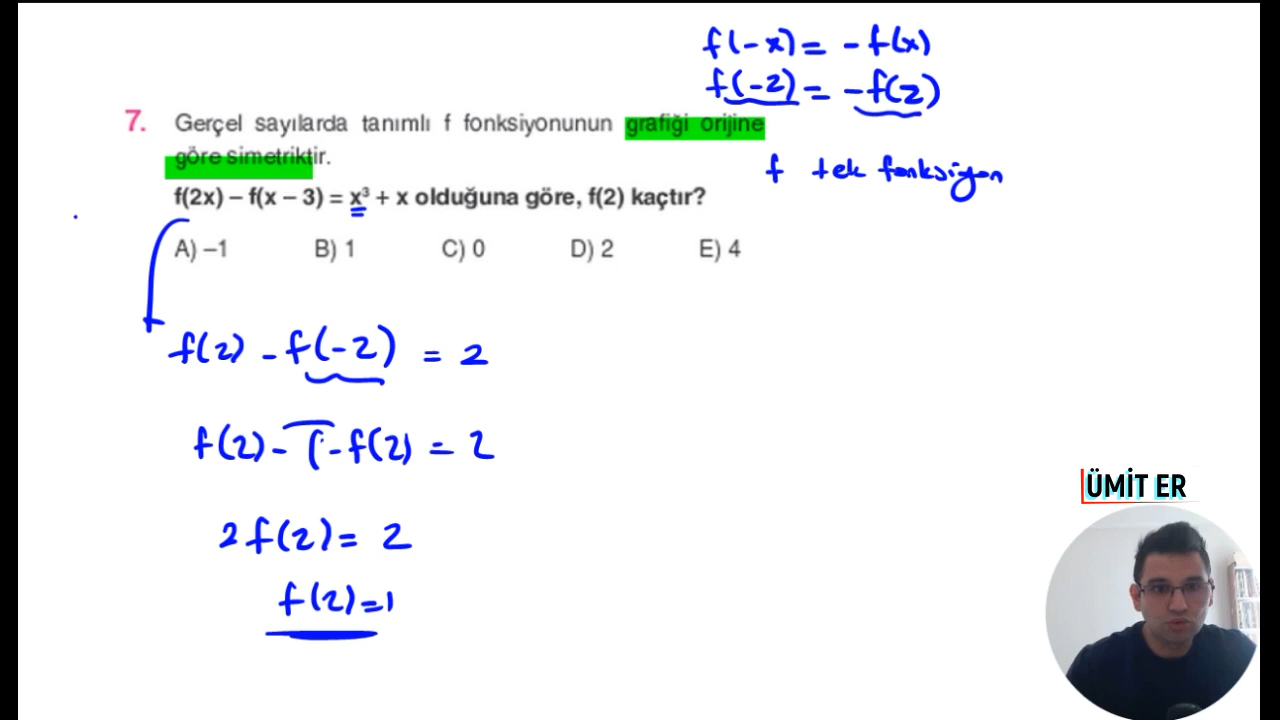 f(-x) = -f(x)
f(-2) = -f(2)
7. Gerçel sayılarda tanımlı f fonksiyonunun grafiği orijine
göre simetriktir.
f tek fonksiyon
f(2x) – f(x – 3) = x³ + x olduğuna göre, f(2) kaçtır?
A) –1 B) 1 C) 0 D) 2 E) 4
f(2) - f(-2) = 2
f(2) - (-f(2) = 2
2f(2) = 2
f(2) = 1
ÜMİT ER